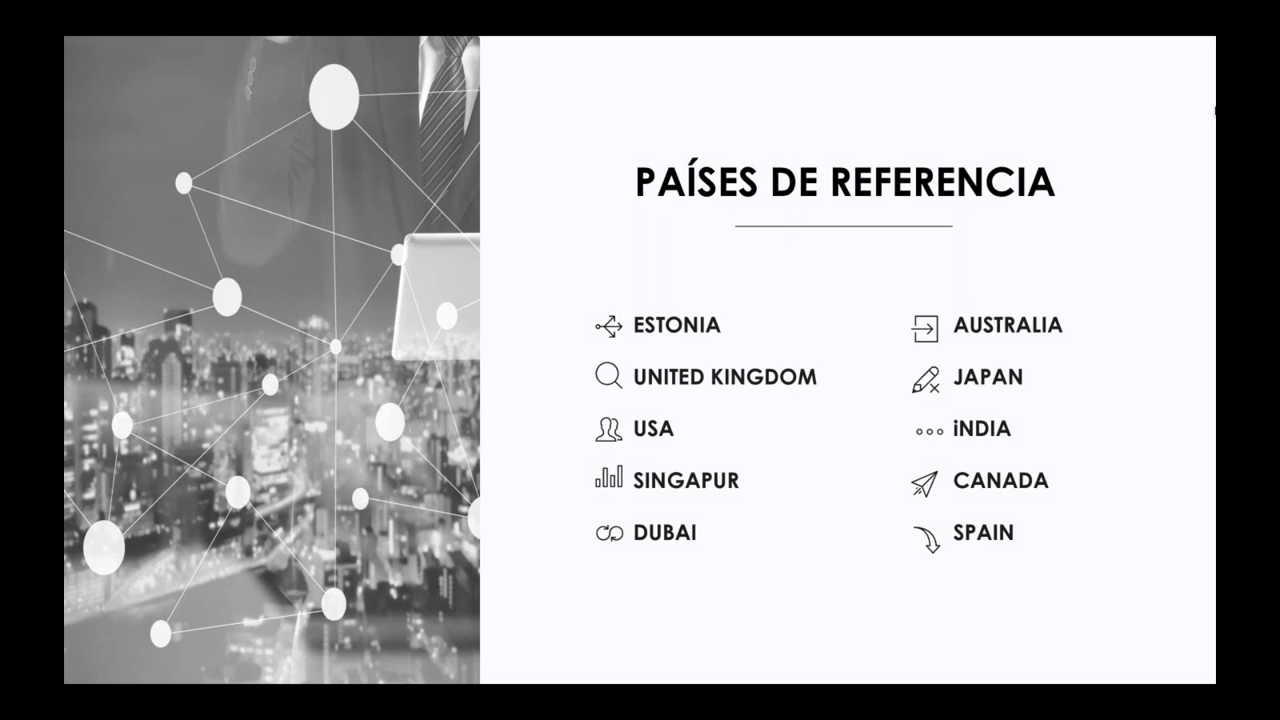 PAÍSES DE REFERENCIA
ESTONIA
UNITED KINGDOM
USA
SINGAPUR
DUBAI
AUSTRALIA
JAPAN
iNDIA
CANADA
SPAIN